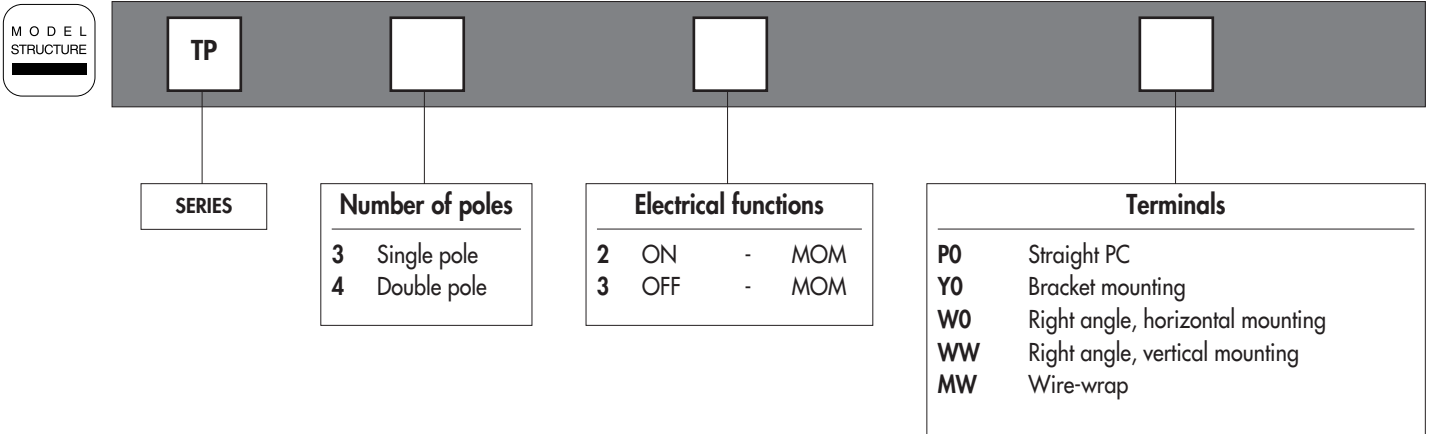 MODEL
STRUCTURE
TP
SERIES
Number of poles
3 Single pole
4 Double pole
Electrical functions
2 ON - MOM
3 OFF - MOM
Terminals
P0 Straight PC
Y0 Bracket mounting
W0 Right angle, horizontal mounting
WW Right angle, vertical mounting
MW Wire-wrap